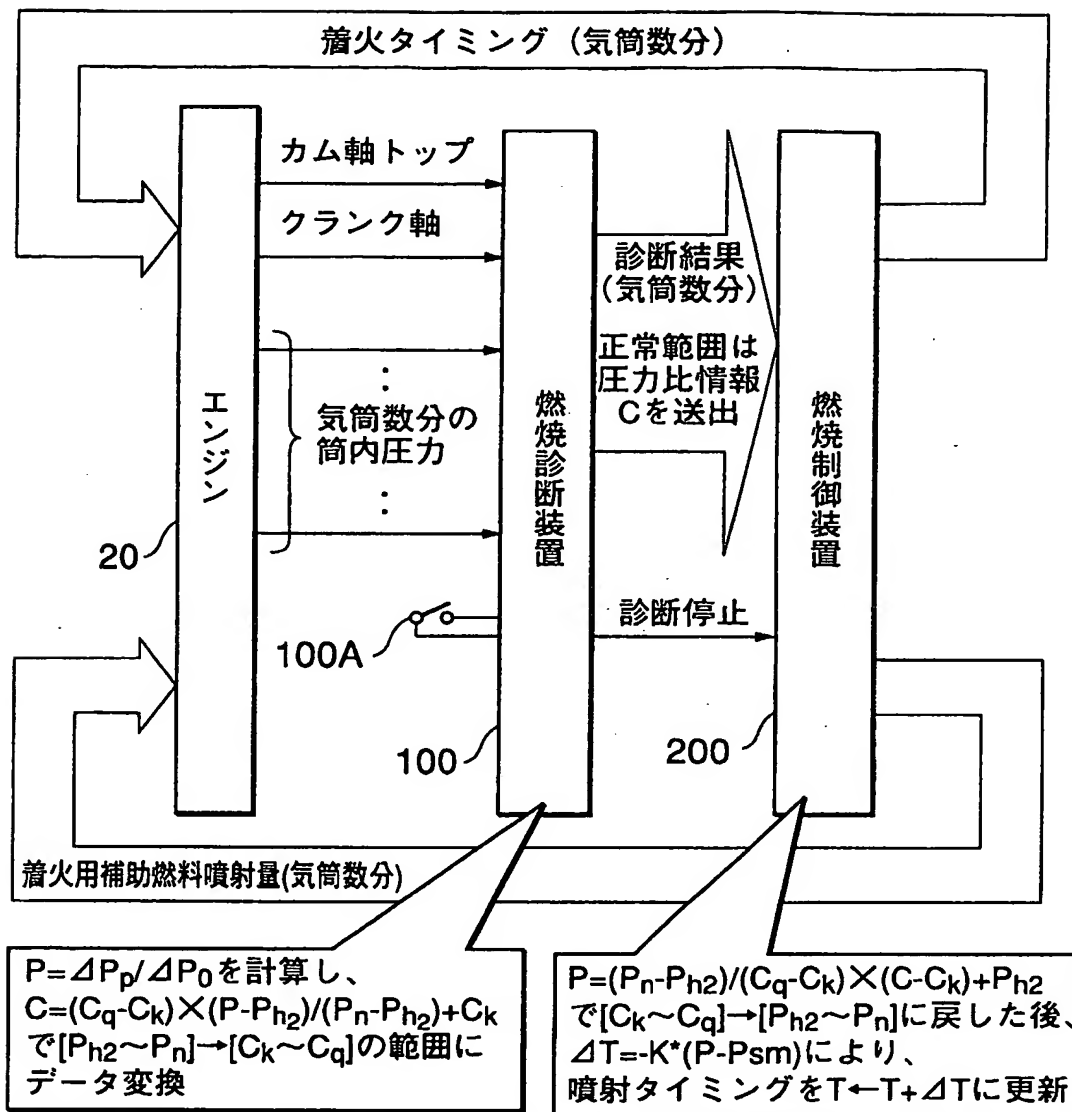 着火タイミング (気筒数分)
カム軸トップ
クランク軸
診断結果
(気筒数分)
正常範囲は
圧力比情報
Cを送出
:
気筒数分の
筒内圧力
:
エンジン
燃焼診断装置
燃焼制御装置
20
100A
診断停止
100
200
着火用補助燃料噴射量(気筒数分)
P=⊿Pp/⊿P0を計算し、
C=(Cq-Ck)×(P-Ph2)/(Pn-Ph2)+Ck
で[Ph2~Pn]→[Ck~Cq]の範囲に
データ変換
P=(Pn-Ph2)/(Cq-Ck)×(C-Ck)+Ph2
で[Ck~Cq]→[Ph2~Pn]に戻した後、
⊿T=-K*(P-Psm)により、
噴射タイミングをT←T+⊿Tに更新